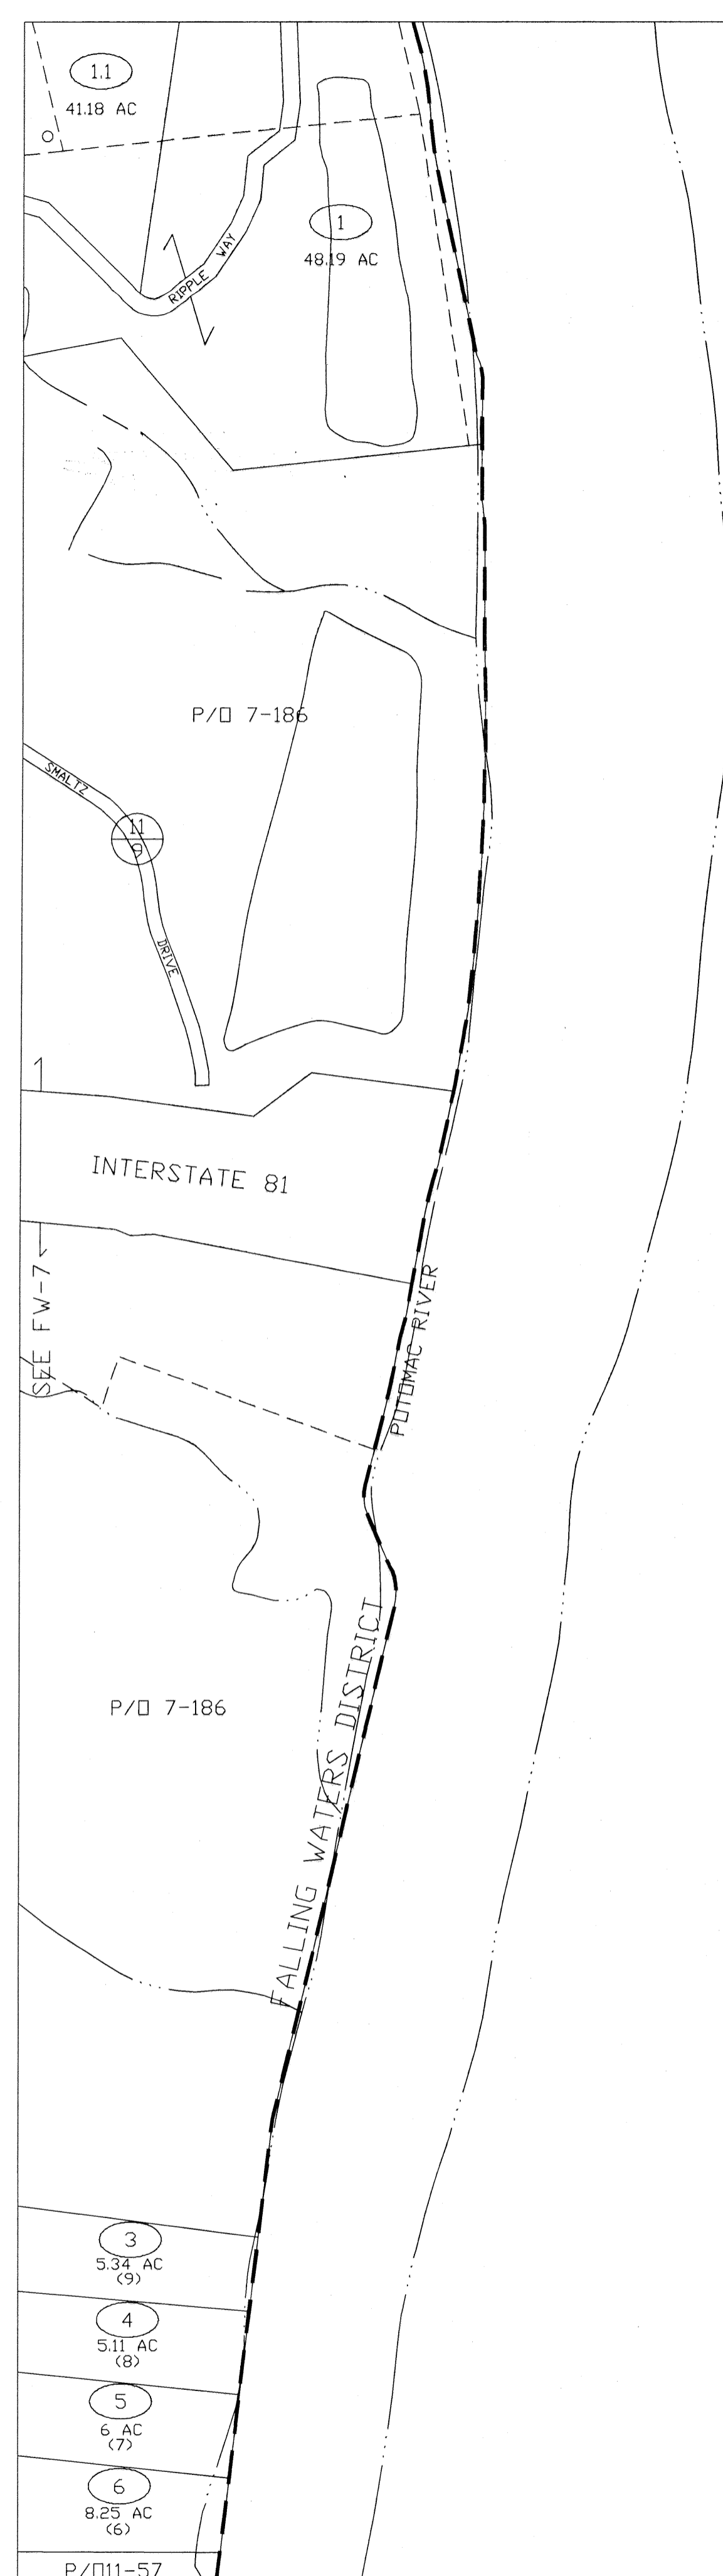 1.1
41.18 AC
1
48.19 AC
RIPPLE WAY
P/O 7-186
SMALTZ
11
9
DRIVE
INTERSTATE 81
SEE FW-7
POTOMAC RIVER
P/O 7-186
FALLING WATERS DISTRICT
3
5.34 AC
(9)
4
5.11 AC
(8)
5
6 AC
(7)
6
8.25 AC
(6)
P/O11-57